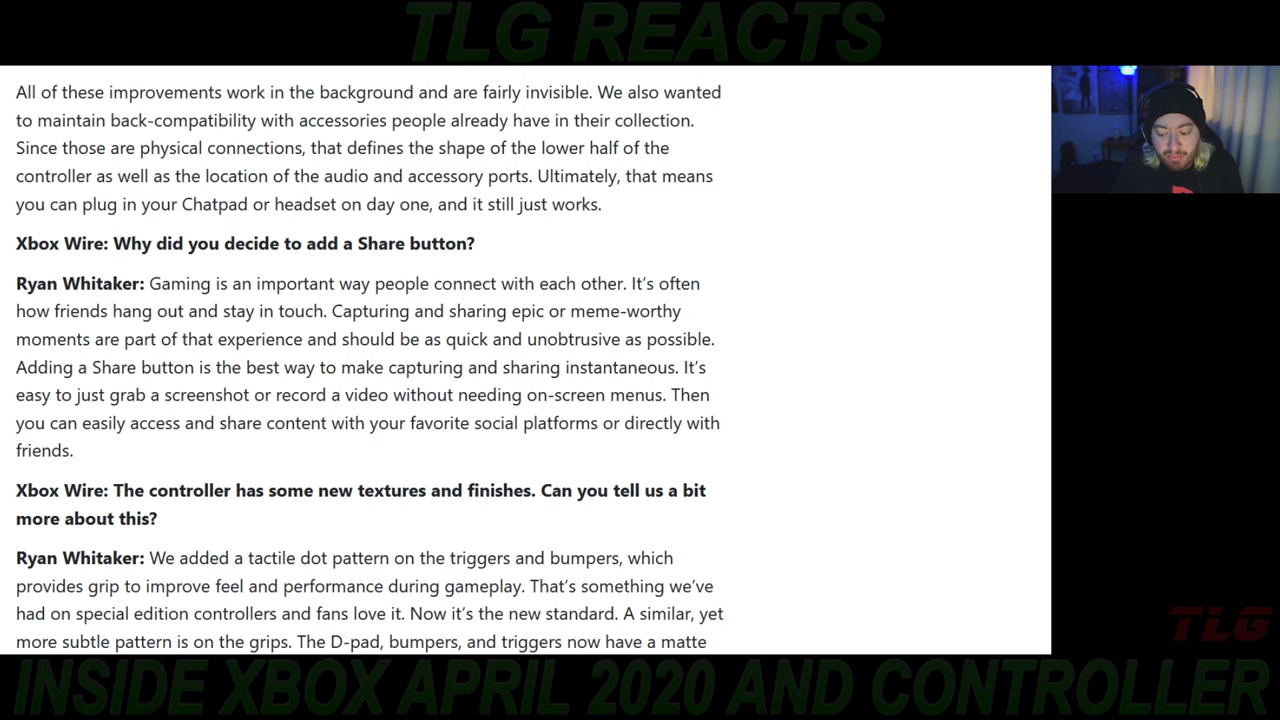 TLG REACTS
All of these improvements work in the background and are fairly invisible. We also wanted
to maintain back-compatibility with accessories people already have in their collection.
Since those are physical connections, that defines the shape of the lower half of the
controller as well as the location of the audio and accessory ports. Ultimately, that means
you can plug in your Chatpad or headset on day one, and it still just works.
Xbox Wire: Why did you decide to add a Share button?
Ryan Whitaker: Gaming is an important way people connect with each other. It’s often
how friends hang out and stay in touch. Capturing and sharing epic or meme-worthy
moments are part of that experience and should be as quick and unobtrusive as possible.
Adding a Share button is the best way to make capturing and sharing instantaneous. It’s
easy to just grab a screenshot or record a video without needing on-screen menus. Then
you can easily access and share content with your favorite social platforms or directly with
friends.
Xbox Wire: The controller has some new textures and finishes. Can you tell us a bit
more about this?
Ryan Whitaker: We added a tactile dot pattern on the triggers and bumpers, which
provides grip to improve feel and performance during gameplay. That’s something we’ve
had on special edition controllers and fans love it. Now it’s the new standard. A similar, yet
more subtle pattern is on the grips. The D-pad, bumpers, and triggers now have a matte
TLG
INSIDE XBOX APRIL 2020 AND CONTROLLER